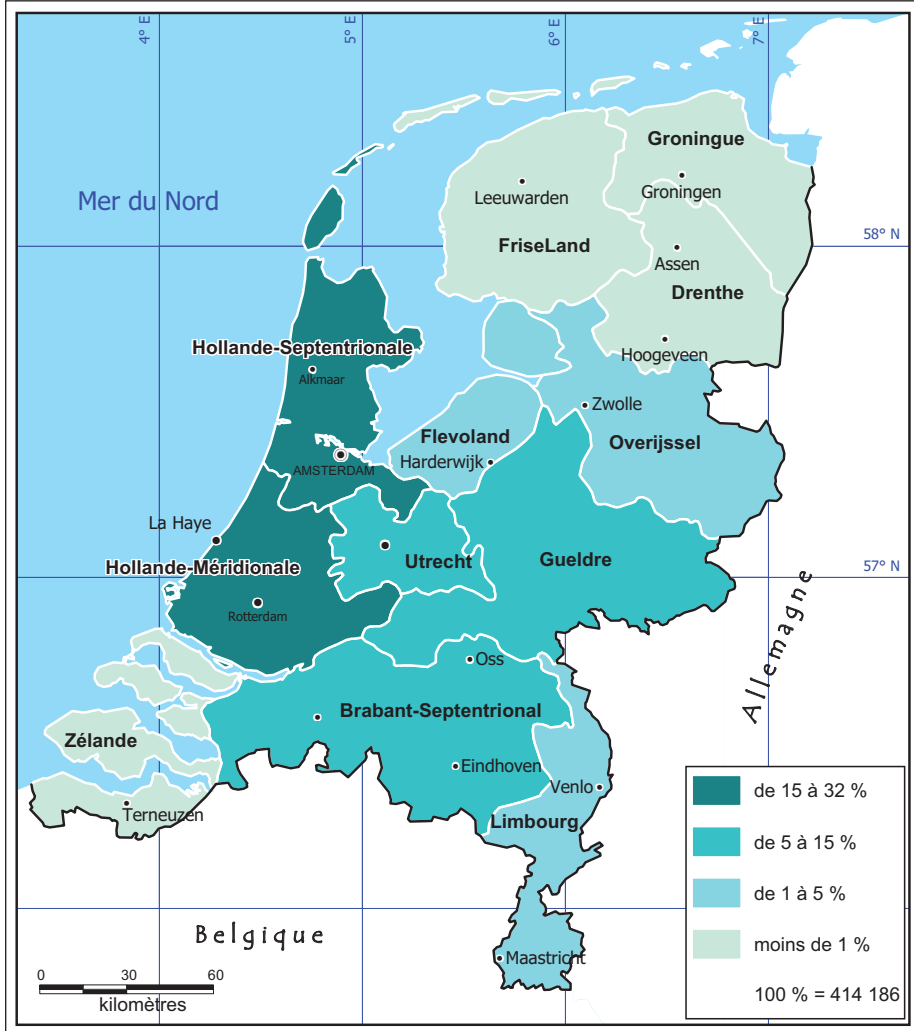 4° E
5° E
6° E
7° E
Groningue
Mer du Nord
Leeuwarden
Groningen
58° N
FriseLand
Assen
Drenthe
Hollande-Septentrionale
Hoogeveen
Alkmaar
Zwolle
Flevoland
Overijssel
Harderwijk
AMSTERDAM
La Haye
Utrecht
Gueldre
Hollande-Méridionale
57° N
Rotterdam
Allemagne
Oss
Brabant-Septentrional
Zélande
Eindhoven
Venlo
Terneuzen
Limbourg
Belgique
Maastricht
0 30 60
kilomètres
de 15 à 32 %
de 5 à 15 %
de 1 à 5 %
moins de 1 %
100 % = 414 186